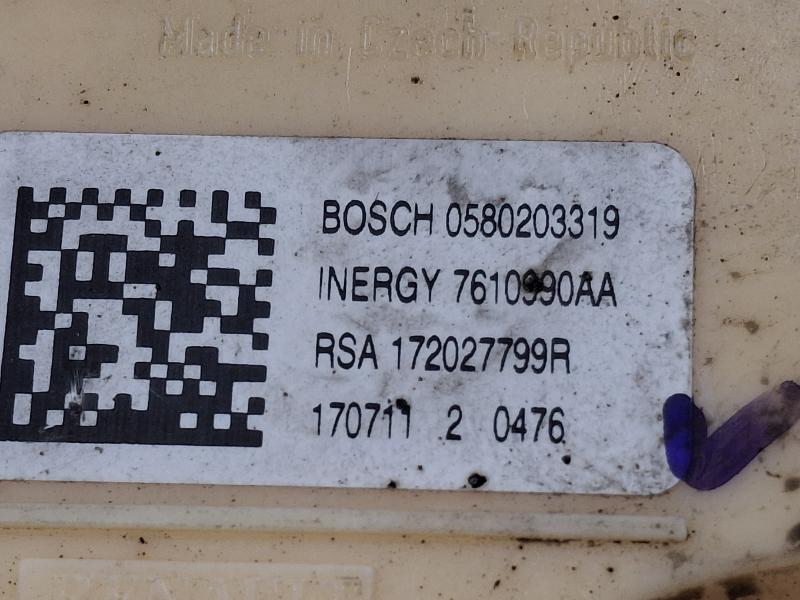 Made in Czech Republic
BOSCH 0580203319
INERGY 7610990AA
RSA 172027799R
170711 2 0476